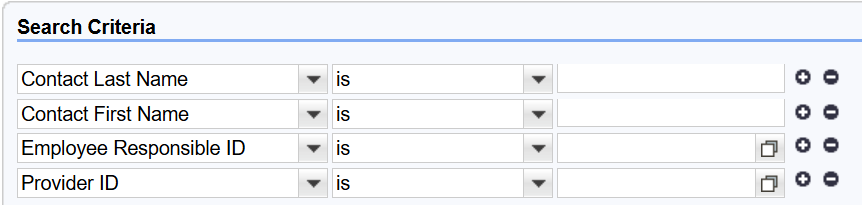 Search Criteria
Contact Last Name is
Contact First Name is
Employee Responsible ID is
Provider ID is